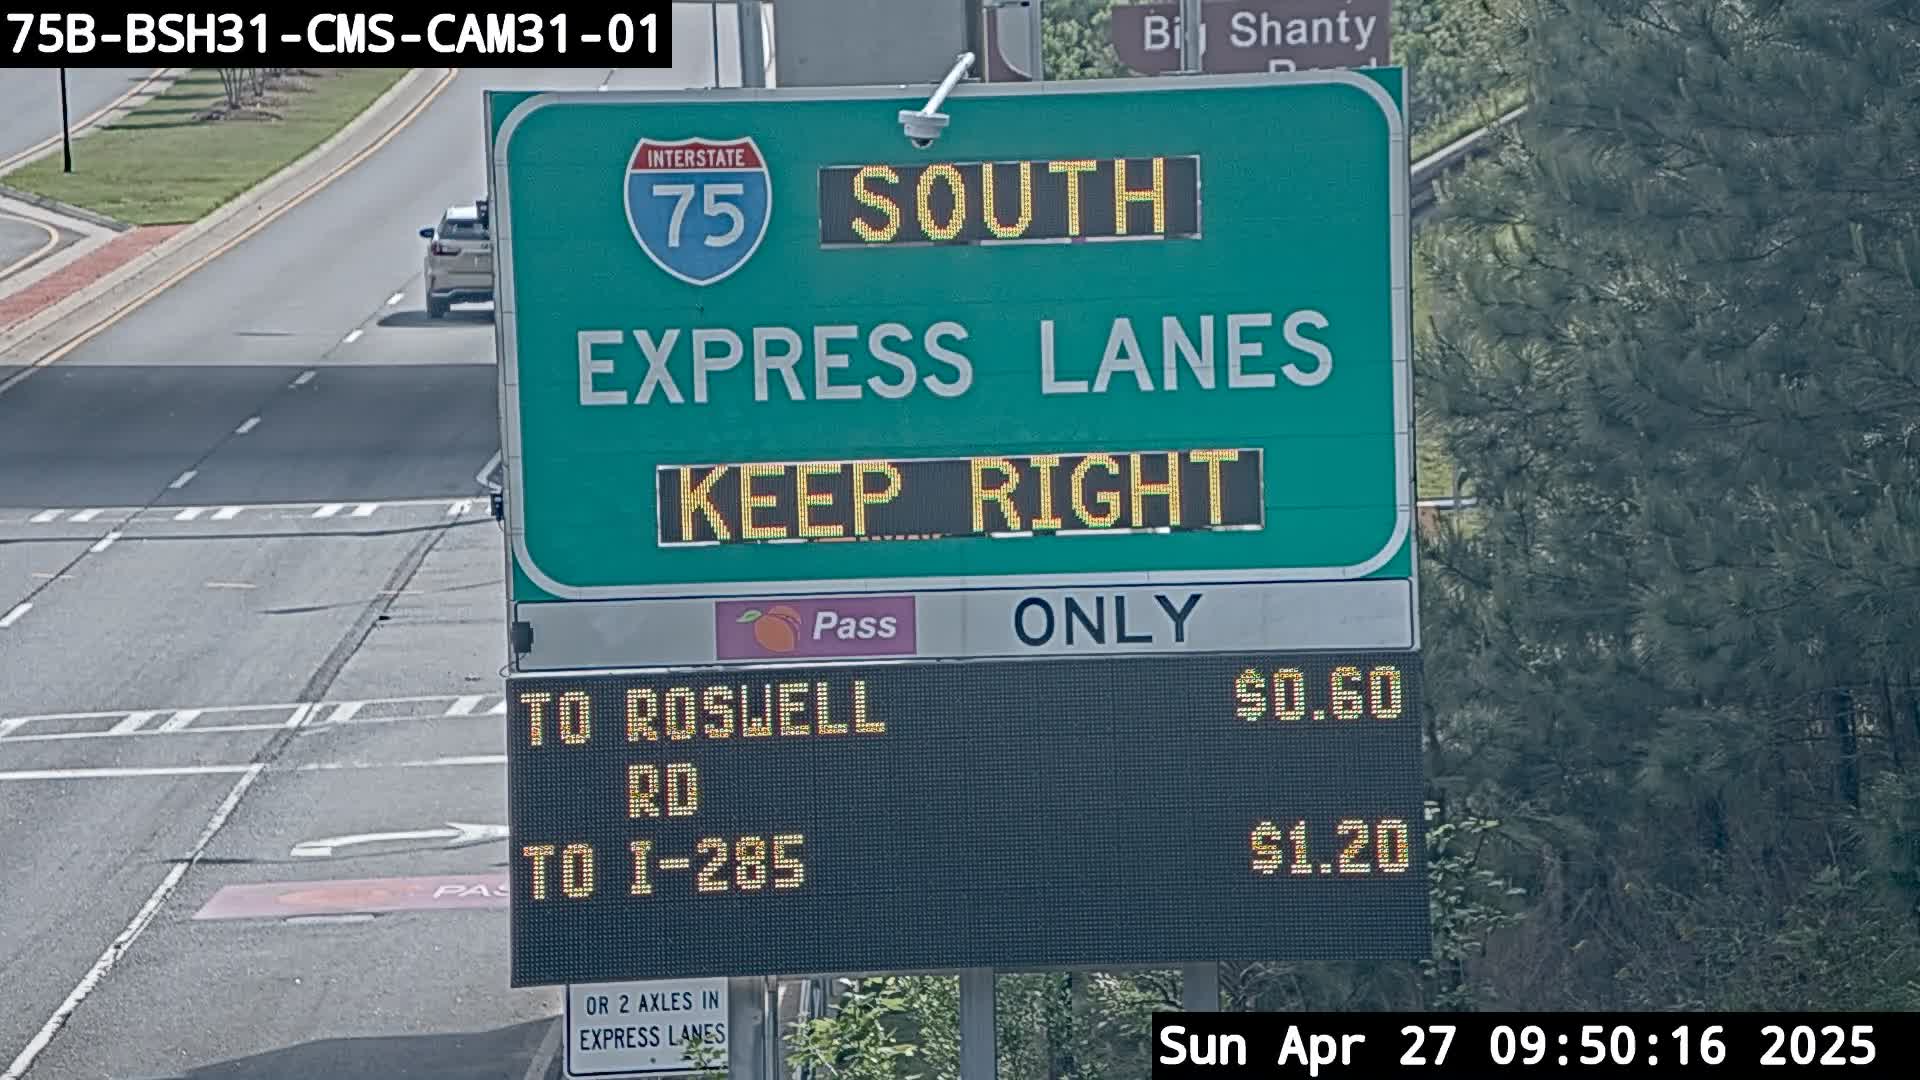 75B-BSH31-CMS-CAM31-01
Big Shanty
Road
INTERSTATE
75
SOUTH
EXPRESS LANES
KEEP RIGHT
Pass ONLY
TO ROSWELL $0.60
RD
TO I-285 $1.20
PAS
OR 2 AXLES IN
EXPRESS LANES
Sun Apr 27 09:50:16 2025